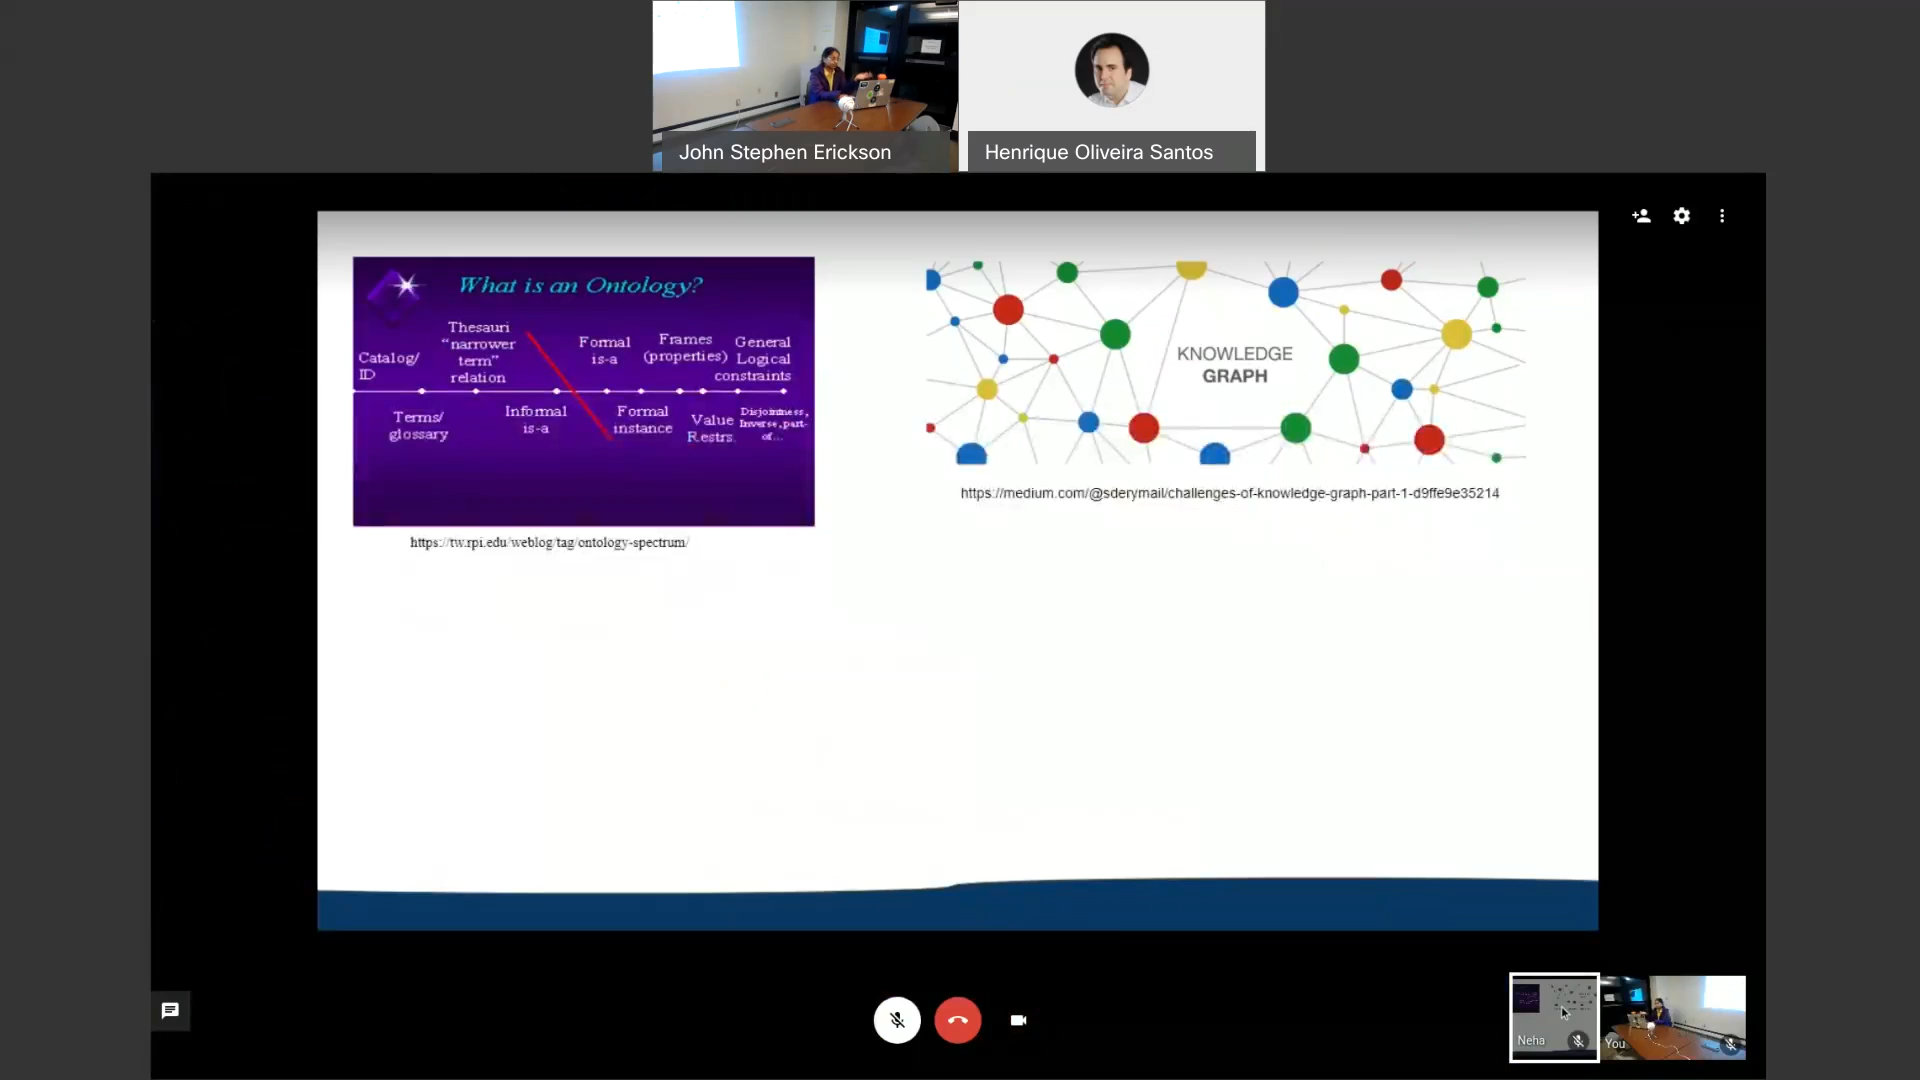 John Stephen Erickson
Henrique Oliveira Santos
What is an Ontology?
Catalog/
ID
Thesauri
“narrower
term”
relation
Formal
is-a
Frames
(properties)
General
Logical
constraints
Terms/
glossary
Informal
is-a
Formal
instance
Value
Restrs.
Disjointness,
Inverse, part-
of...
https://tw.rpi.edu/weblog/tag/ontology-spectrum/
KNOWLEDGE
GRAPH
https://medium.com/@sderymail/challenges-of-knowledge-graph-part-1-d9ffe9e35214
Neha
You